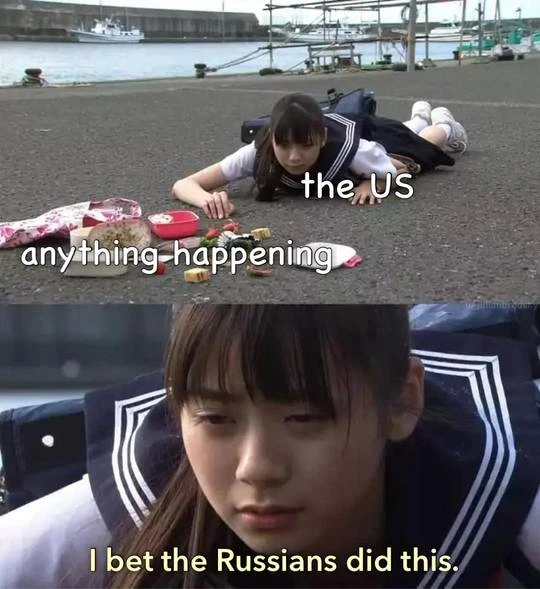 the US
anything happening
I bet the Russians did this.